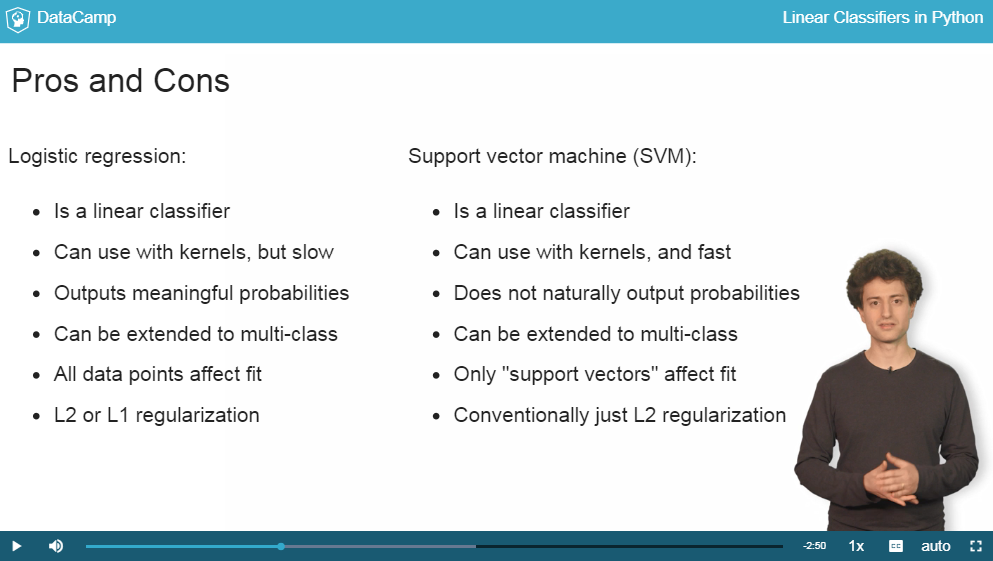 DataCamp
Linear Classifiers in Python
Pros and Cons
Logistic regression:
• Is a linear classifier
• Can use with kernels, but slow
• Outputs meaningful probabilities
• Can be extended to multi-class
• All data points affect fit
• L2 or L1 regularization
Support vector machine (SVM):
• Is a linear classifier
• Can use with kernels, and fast
• Does not naturally output probabilities
• Can be extended to multi-class
• Only "support vectors" affect fit
• Conventionally just L2 regularization
-2:50
1x
CC
auto